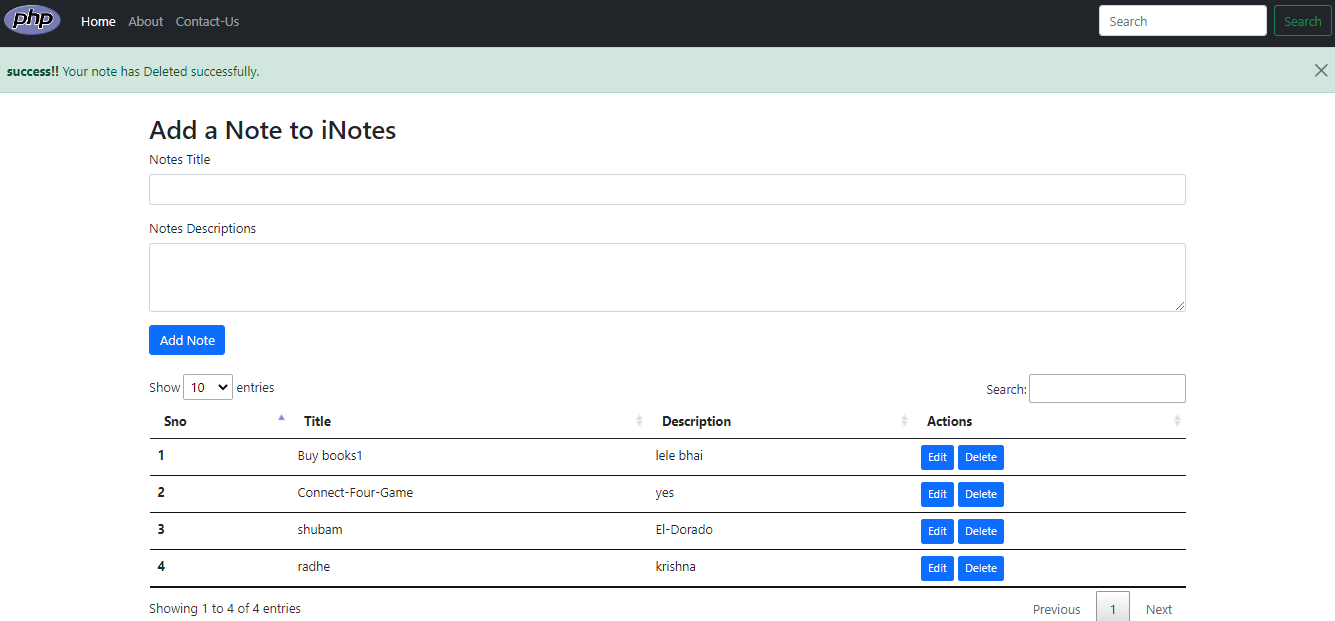 php Home About Contact-Us Search Search
success!! Your note has Deleted successfully.
Add a Note to iNotes
Notes Title
Notes Descriptions
Add Note
Show 10 entries Search:
Sno Title Description Actions
1 Buy books1 lele bhai Edit Delete
2 Connect-Four-Game yes Edit Delete
3 shubam El-Dorado Edit Delete
4 radhe krishna Edit Delete
Showing 1 to 4 of 4 entries Previous 1 Next